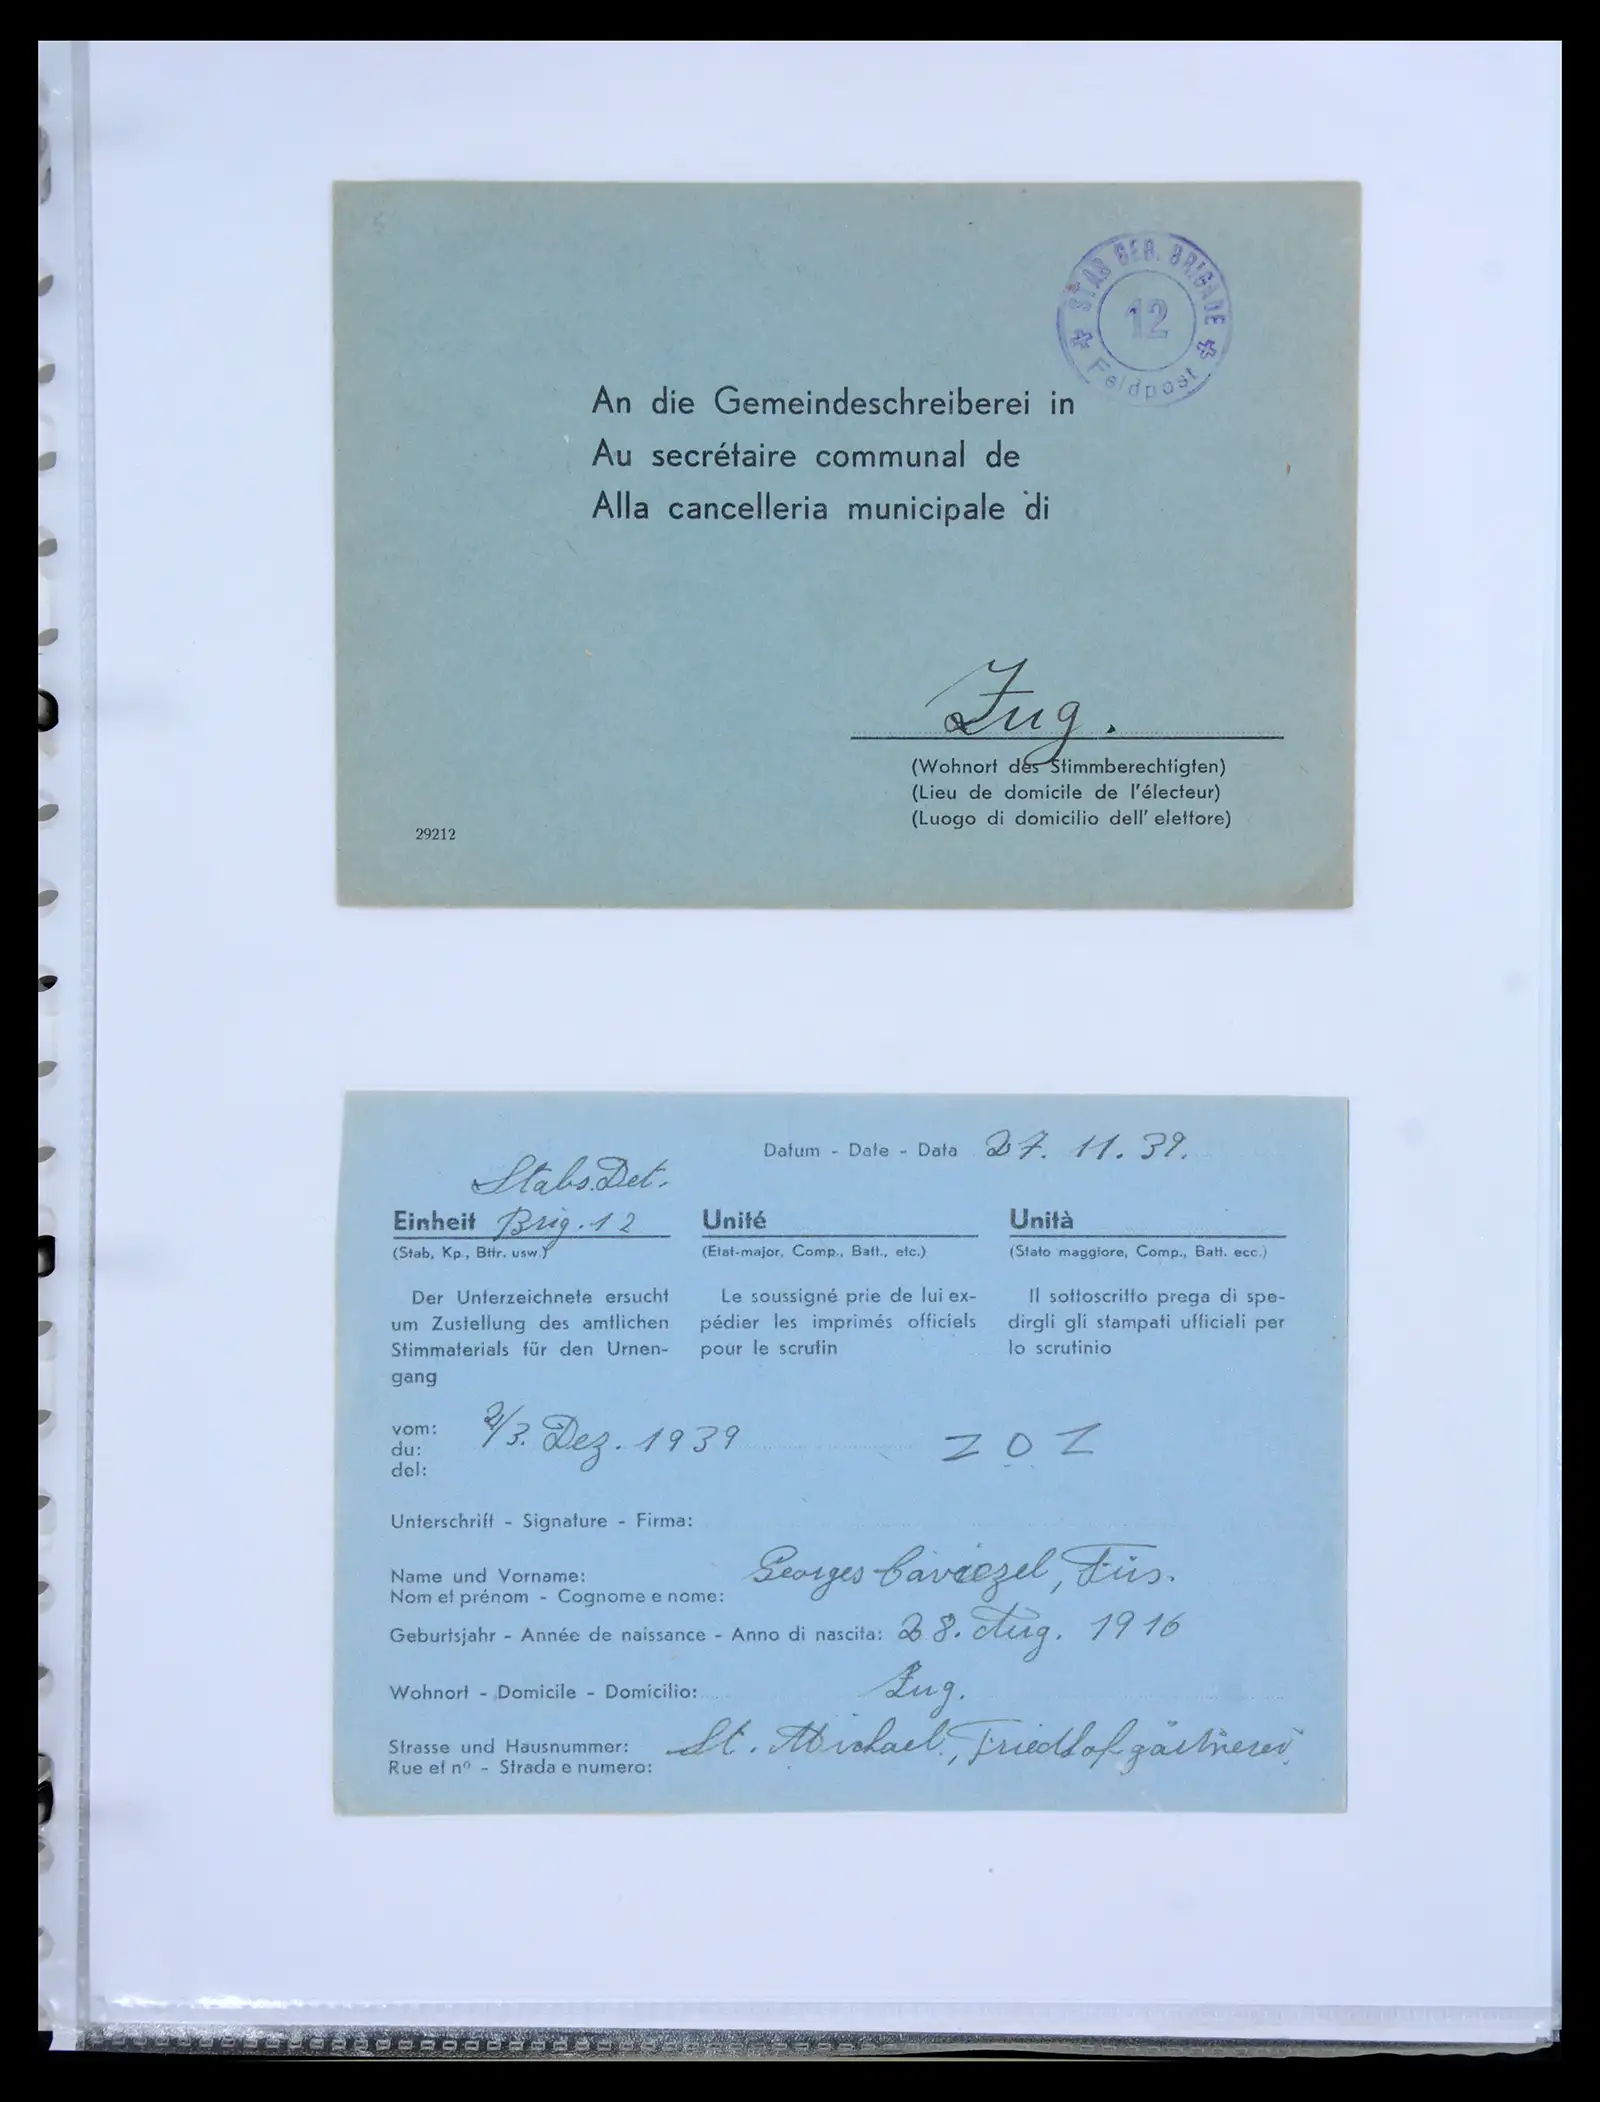 STAB GEB. BRIGADE
12
Feldpost
An die Gemeindeschreiberei in
Au secrétaire communal de
Alla cancelleria municipale di
Zug.
(Wohnort des Stimmberechtigten)
(Lieu de domicile de l'électeur)
(Luogo di domicilio dell' elettore)
29212
Datum - Date - Data 27. 11. 39.
Stabs. Det.
Einheit Brig. 12
(Stab, Kp., Bttr. usw.)
Der Unterzeichnete ersucht
um Zustellung des amtlichen
Stimmaterials für den Urnen-
gang
Unité
(Etat-major, Comp., Batt., etc.)
Le soussigné prie de lui ex-
pédier les imprimés officiels
pour le scrutin
Unità
(Stato maggiore, Comp., Batt. ecc.)
Il sottoscritto prega di spe-
dirgli gli stampati ufficiali per
lo scrutinio
vom:
du:
del:
2/3. Dez. 1939
Unterschrift - Signature - Firma:
Name und Vorname:
Nom et prénom - Cognome e nome:
Georges Caviezel, Füs.
Geburtsjahr - Année de naissance - Anno di nascita: 28. Aug. 1916
Wohnort - Domicile - Domicilio: Zug.
Strasse und Hausnummer:
Rue et nº - Strada e numero:
St. Michael, Friedhofgärtnerei